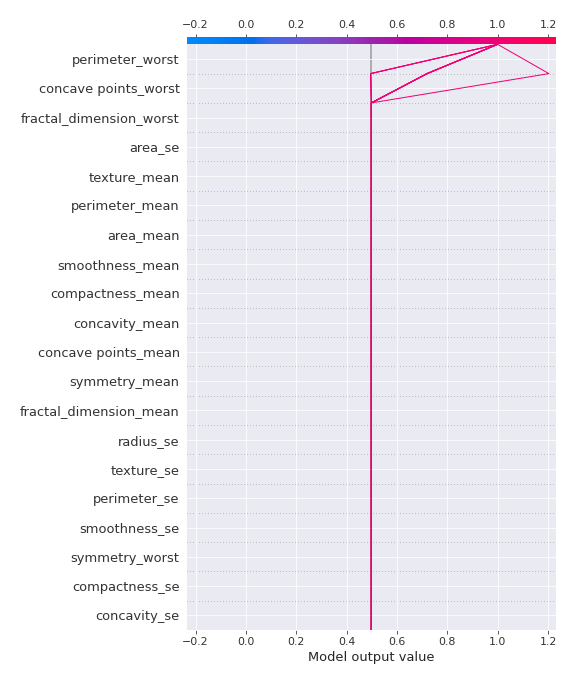 −0.2 0.0 0.2 0.4 0.6 0.8 1.0 1.2
perimeter_worst
concave points_worst
fractal_dimension_worst
area_se
texture_mean
perimeter_mean
area_mean
smoothness_mean
compactness_mean
concavity_mean
concave points_mean
symmetry_mean
fractal_dimension_mean
radius_se
texture_se
perimeter_se
smoothness_se
symmetry_worst
compactness_se
concavity_se
−0.2 0.0 0.2 0.4 0.6 0.8 1.0 1.2
Model output value